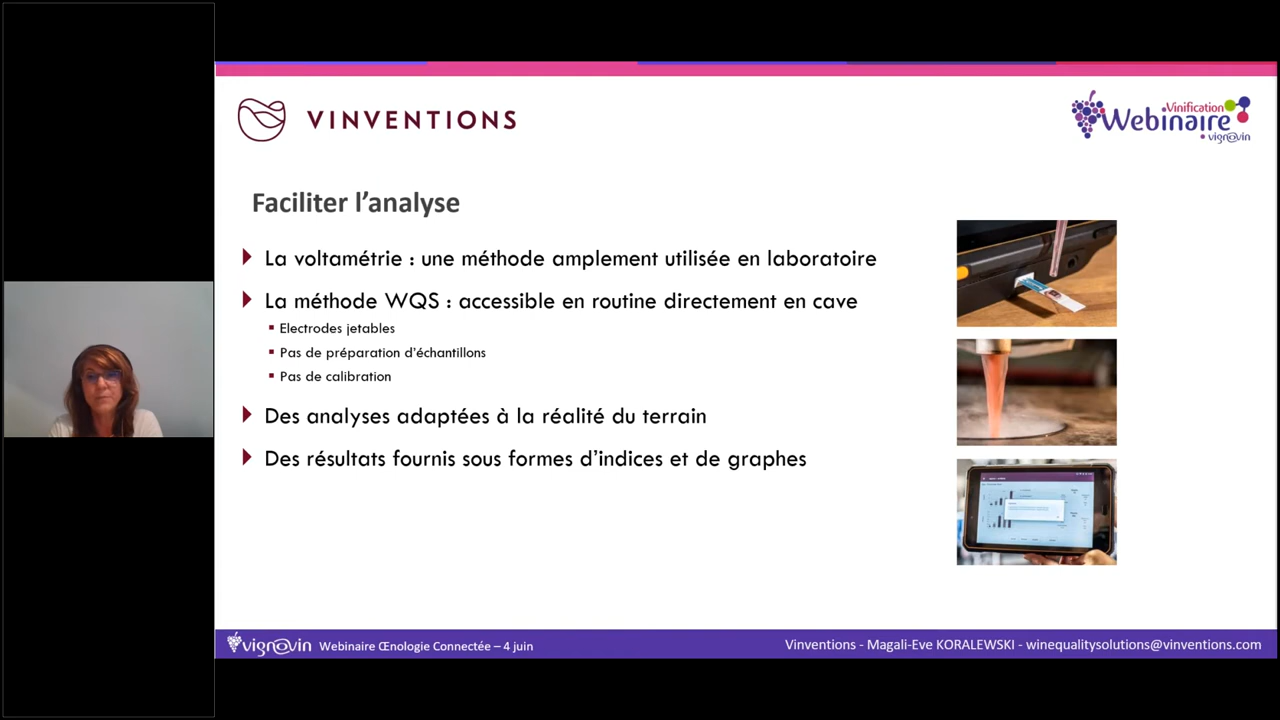 VINVENTIONS
Vinification
Webinaire
vign@vin
Faciliter l’analyse
La voltamétrie : une méthode amplement utilisée en laboratoire
La méthode WQS : accessible en routine directement en cave
Electrodes jetables
Pas de préparation d’échantillons
Pas de calibration
Des analyses adaptées à la réalité du terrain
Des résultats fournis sous formes d’indices et de graphes
vign@vin Webinaire Œnologie Connectée – 4 juin
Vinventions - Magali-Eve KORALEWSKI - winequalitysolutions@vinventions.com